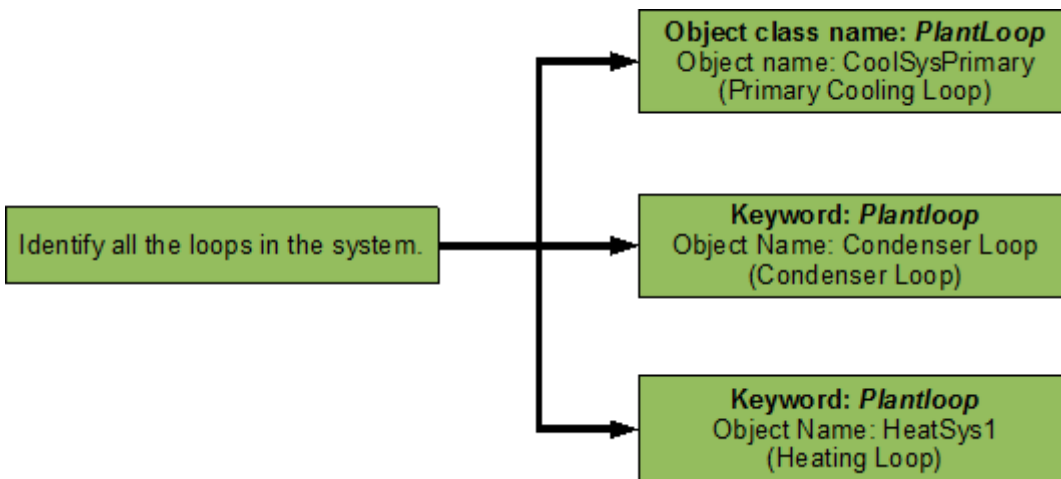 Object class name: PlantLoop
Object name: CoolSysPrimary
(Primary Cooling Loop)
Identify all the loops in the system.
Keyword: Plantloop
Object Name: Condenser Loop
(Condenser Loop)
Keyword: Plantloop
Object Name: HeatSys1
(Heating Loop)